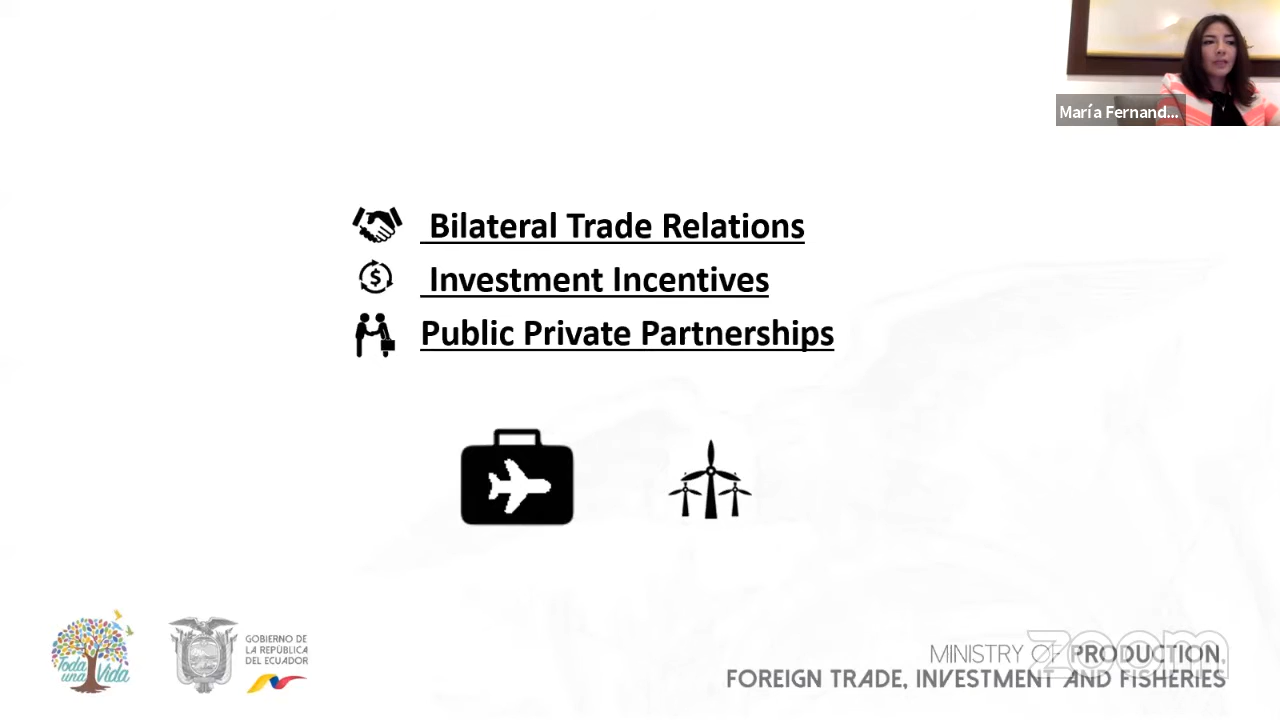 María Fernand...
Bilateral Trade Relations
Investment Incentives
Public Private Partnerships
Toda
una Vida
GOBIERNO DE
LA REPÚBLICA
DEL ECUADOR
zoom
MINISTRY OF PRODUCTION,
FOREIGN TRADE, INVESTMENT AND FISHERIES